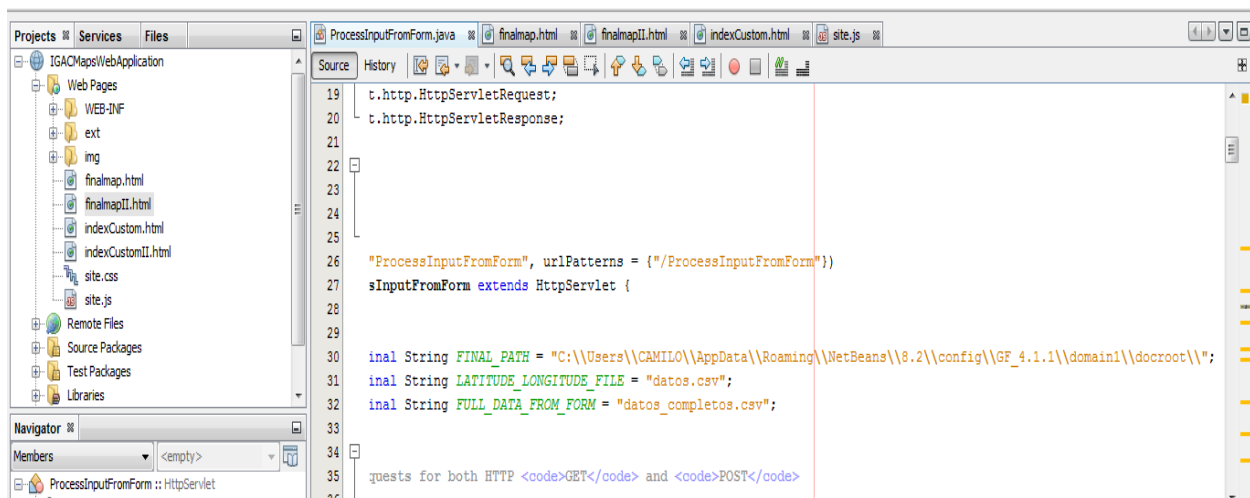 Projects Services Files
IGACMapsWebApplication
Web Pages
WEB-INF
ext
img
finalmap.html
finalmapII.html
indexCustom.html
indexCustomII.html
site.css
site.js
Remote Files
Source Packages
Test Packages
Libraries
Navigator
Members <empty>
ProcessInputFromForm :: HttpServlet
ProcessInputFromForm.java finalmap.html finalmapII.html indexCustom.html site.js
Source History
19 t.http.HttpServletRequest;
20 t.http.HttpServletResponse;
21
22
23
24
25
26 "ProcessInputFromForm", urlPatterns = {"/ProcessInputFromForm"})
27 sInputFromForm extends HttpServlet {
28
29
30 inal String FINAL_PATH = "C:\\Users\\CAMILO\\AppData\\Roaming\\NetBeans\\8.2\\config\\GF_4.1.1\\domain1\\docroot\\";
31 inal String LATITUDE_LONGITUDE_FILE = "datos.csv";
32 inal String FULL_DATA_FROM_FORM = "datos_completos.csv";
33
34
35 quests for both HTTP <code>GET</code> and <code>POST</code>